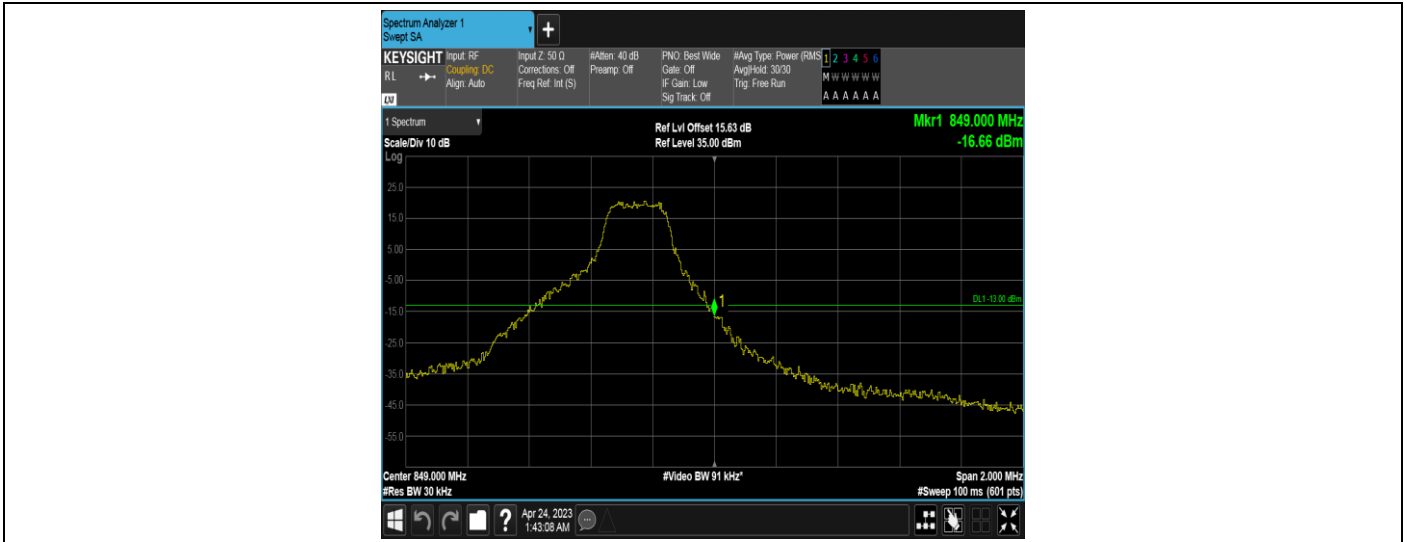 Spectrum Analyzer 1
Swept SA
+
KEYSIGHT
RL
LXI
Input: RF
Coupling: DC
Align: Auto
Input Z: 50 Ω
Corrections: Off
Freq Ref: Int (S)
#Atten: 40 dB
Preamp: Off
PNO: Best Wide
Gate: Off
IF Gain: Low
Sig Track: Off
#Avg Type: Power (RMS
Avg|Hold: 30/30
Trig: Free Run
1 2 3 4 5 6
M W W W W W
A A A A A A
1 Spectrum
Scale/Div 10 dB
Log
Ref Lvl Offset 15.63 dB
Ref Level 35.00 dBm
Mkr1 849.000 MHz
-16.66 dBm
25.0
15.0
5.00
-5.00
-15.0
-25.0
-35.0
-45.0
-55.0
1
DL1 -13.00 dBm
Center 849.000 MHz
#Res BW 30 kHz
#Video BW 91 kHz*
Span 2.000 MHz
#Sweep 100 ms (601 pts)
?
Apr 24, 2023
1:43:08 AM